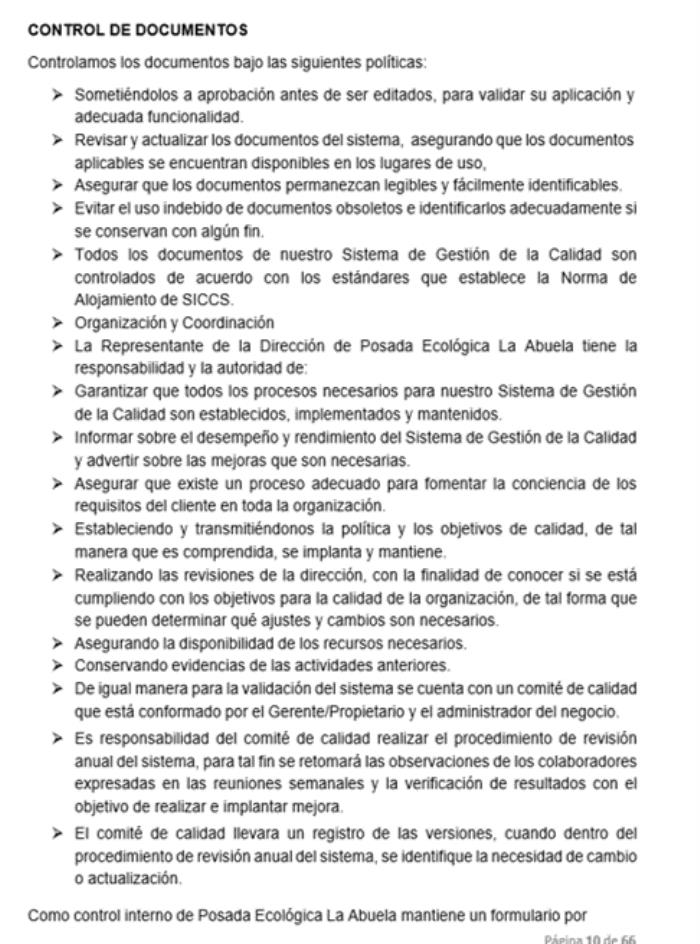 CONTROL DE DOCUMENTOS
Controlamos los documentos bajo las siguientes políticas:
➢ Sometiéndolos a aprobación antes de ser editados, para validar su aplicación y
adecuada funcionalidad.
➢ Revisar y actualizar los documentos del sistema, asegurando que los documentos
aplicables se encuentran disponibles en los lugares de uso,
➢ Asegurar que los documentos permanezcan legibles y fácilmente identificables.
➢ Evitar el uso indebido de documentos obsoletos e identificarlos adecuadamente si
se conservan con algún fin.
➢ Todos los documentos de nuestro Sistema de Gestión de la Calidad son
controlados de acuerdo con los estándares que establece la Norma de
Alojamiento de SICCS.
➢ Organización y Coordinación
➢ La Representante de la Dirección de Posada Ecológica La Abuela tiene la
responsabilidad y la autoridad de:
➢ Garantizar que todos los procesos necesarios para nuestro Sistema de Gestión
de la Calidad son establecidos, implementados y mantenidos.
➢ Informar sobre el desempeño y rendimiento del Sistema de Gestión de la Calidad
y advertir sobre las mejoras que son necesarias.
➢ Asegurar que existe un proceso adecuado para fomentar la conciencia de los
requisitos del cliente en toda la organización.
➢ Estableciendo y transmitiéndonos la política y los objetivos de calidad, de tal
manera que es comprendida, se implanta y mantiene.
➢ Realizando las revisiones de la dirección, con la finalidad de conocer si se está
cumpliendo con los objetivos para la calidad de la organización, de tal forma que
se pueden determinar qué ajustes y cambios son necesarios.
➢ Asegurando la disponibilidad de los recursos necesarios.
➢ Conservando evidencias de las actividades anteriores.
➢ De igual manera para la validación del sistema se cuenta con un comité de calidad
que está conformado por el Gerente/Propietario y el administrador del negocio.
➢ Es responsabilidad del comité de calidad realizar el procedimiento de revisión
anual del sistema, para tal fin se retomará las observaciones de los colaboradores
expresadas en las reuniones semanales y la verificación de resultados con el
objetivo de realizar e implantar mejora.
➢ El comité de calidad llevara un registro de las versiones, cuando dentro del
procedimiento de revisión anual del sistema, se identifique la necesidad de cambio
o actualización.
Como control interno de Posada Ecológica La Abuela mantiene un formulario por
Página 10 de 66